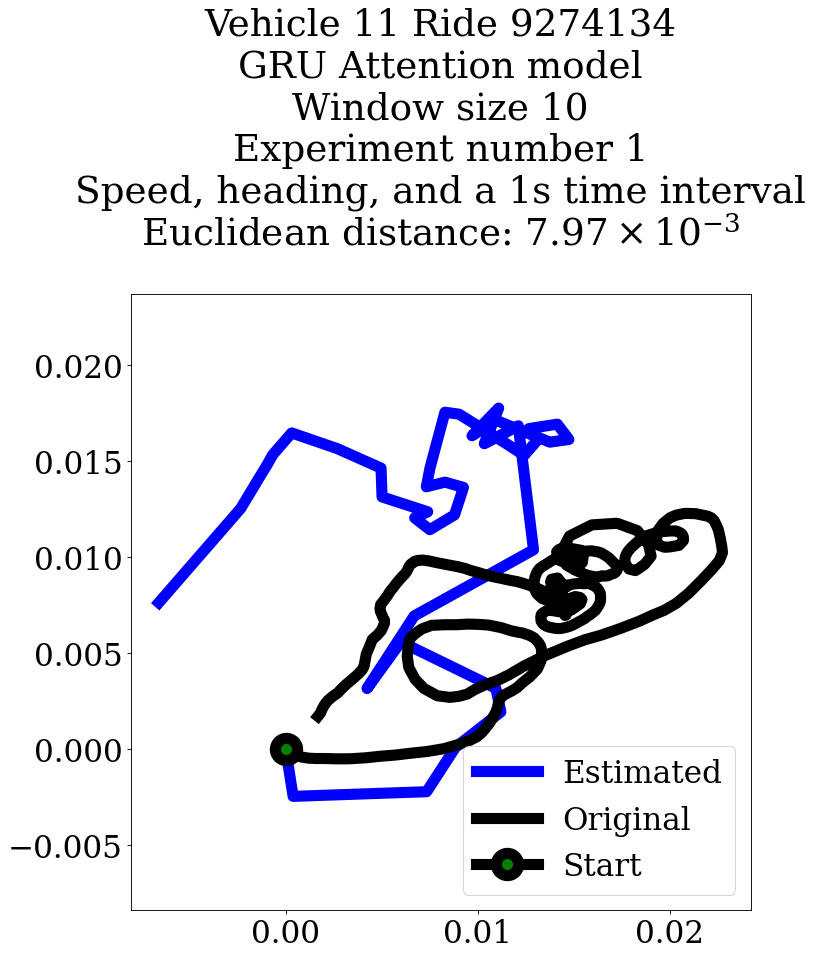 Vehicle 11 Ride 9274134
GRU Attention model
Window size 10
Experiment number 1
Speed, heading, and a 1s time interval
Euclidean distance: 7.97 × 10⁻³
0.020
0.015
0.010
0.005
0.000
−0.005
Estimated
Original
Start
0.00 0.01 0.02